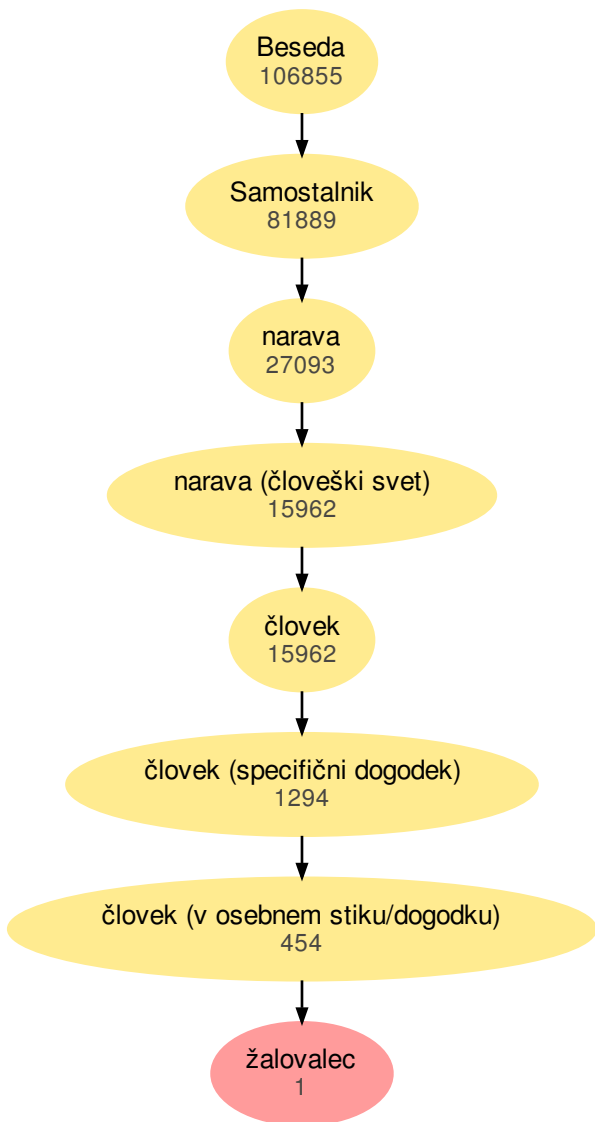 Beseda
106855
Samostalnik
81889
narava
27093
narava (človeški svet)
15962
človek
15962
človek (specifični dogodek)
1294
človek (v osebnem stiku/dogodku)
454
žalovalec
1